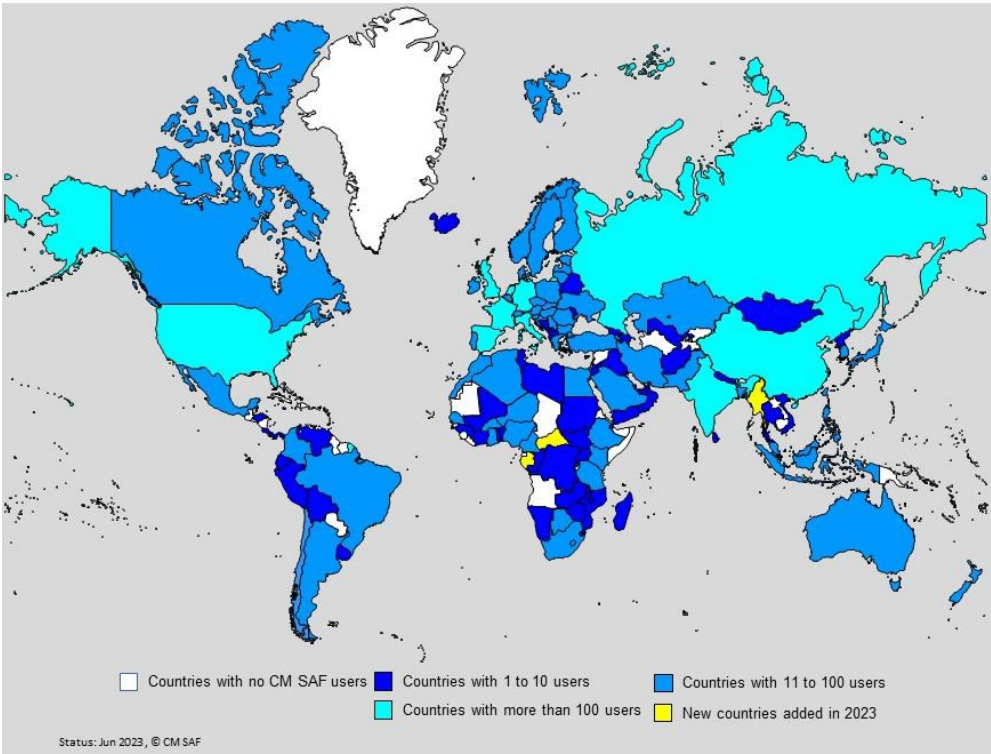 Countries with no CM SAF users
Countries with 1 to 10 users
Countries with 11 to 100 users
Countries with more than 100 users
New countries added in 2023
Status: Jun 2023, © CM SAF